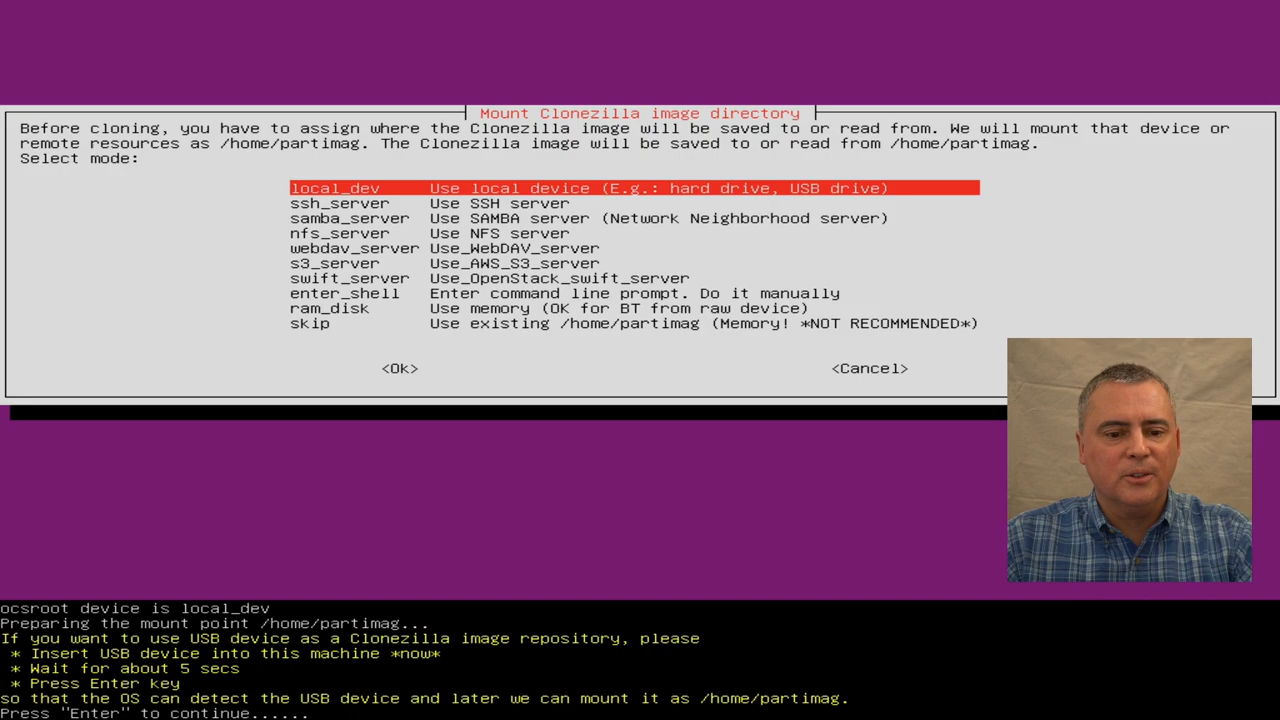 Mount Clonezilla image directory
Before cloning, you have to assign where the Clonezilla image will be saved to or read from. We will mount that device or
remote resources as /home/partimag. The Clonezilla image will be saved to or read from /home/partimag.
Select mode:
local_dev Use local device (E.g.: hard drive, USB drive)
ssh_server Use SSH server
samba_server Use SAMBA server (Network Neighborhood server)
nfs_server Use NFS server
webdav_server Use_WebDAV_server
s3_server Use_AWS_S3_server
swift_server Use_OpenStack_swift_server
enter_shell Enter command line prompt. Do it manually
ram_disk Use memory (OK for BT from raw device)
skip Use existing /home/partimag (Memory! *NOT RECOMMENDED*)
<Ok> <Cancel>
ocsroot device is local_dev
Preparing the mount point /home/partimag...
If you want to use USB device as a Clonezilla image repository, please
* Insert USB device into this machine *now*
* Wait for about 5 secs
* Press Enter key
so that the OS can detect the USB device and later we can mount it as /home/partimag.
Press "Enter" to continue......